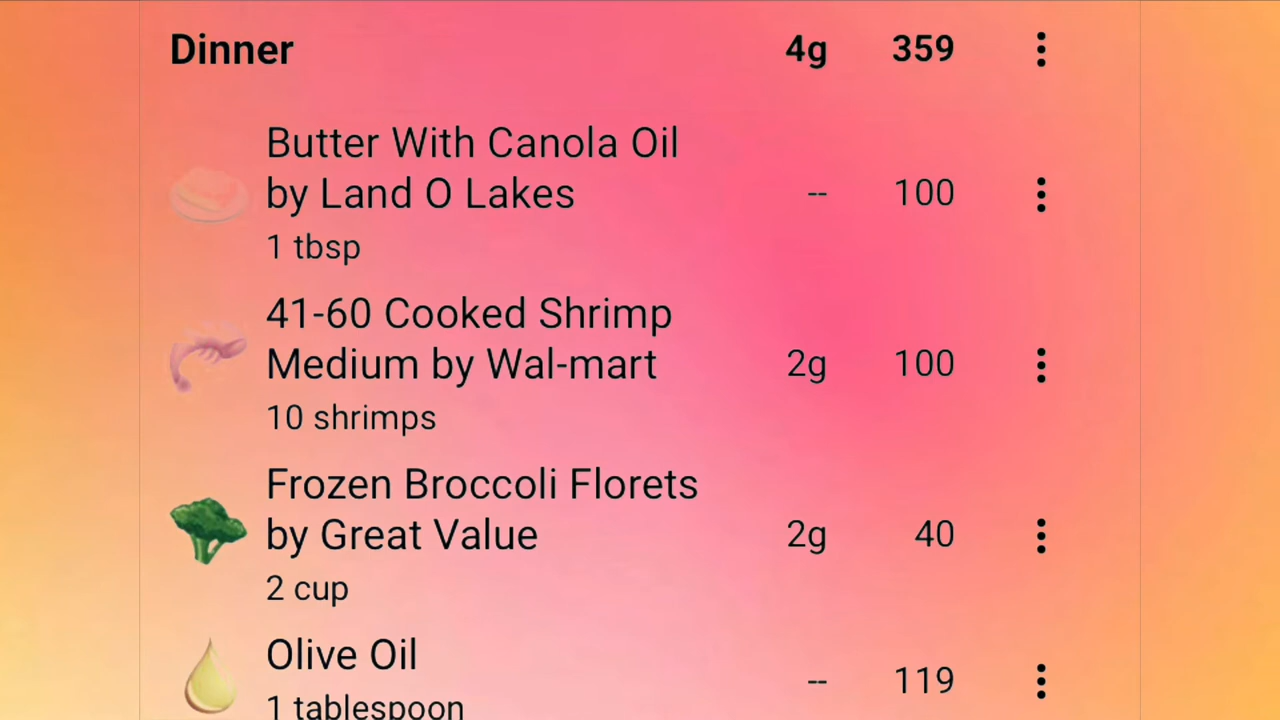 Dinner 4g 359
Butter With Canola Oil
by Land O Lakes -- 100
1 tbsp
41-60 Cooked Shrimp
Medium by Wal-mart 2g 100
10 shrimps
Frozen Broccoli Florets
by Great Value 2g 40
2 cup
Olive Oil
-- 119
1 tablespoon